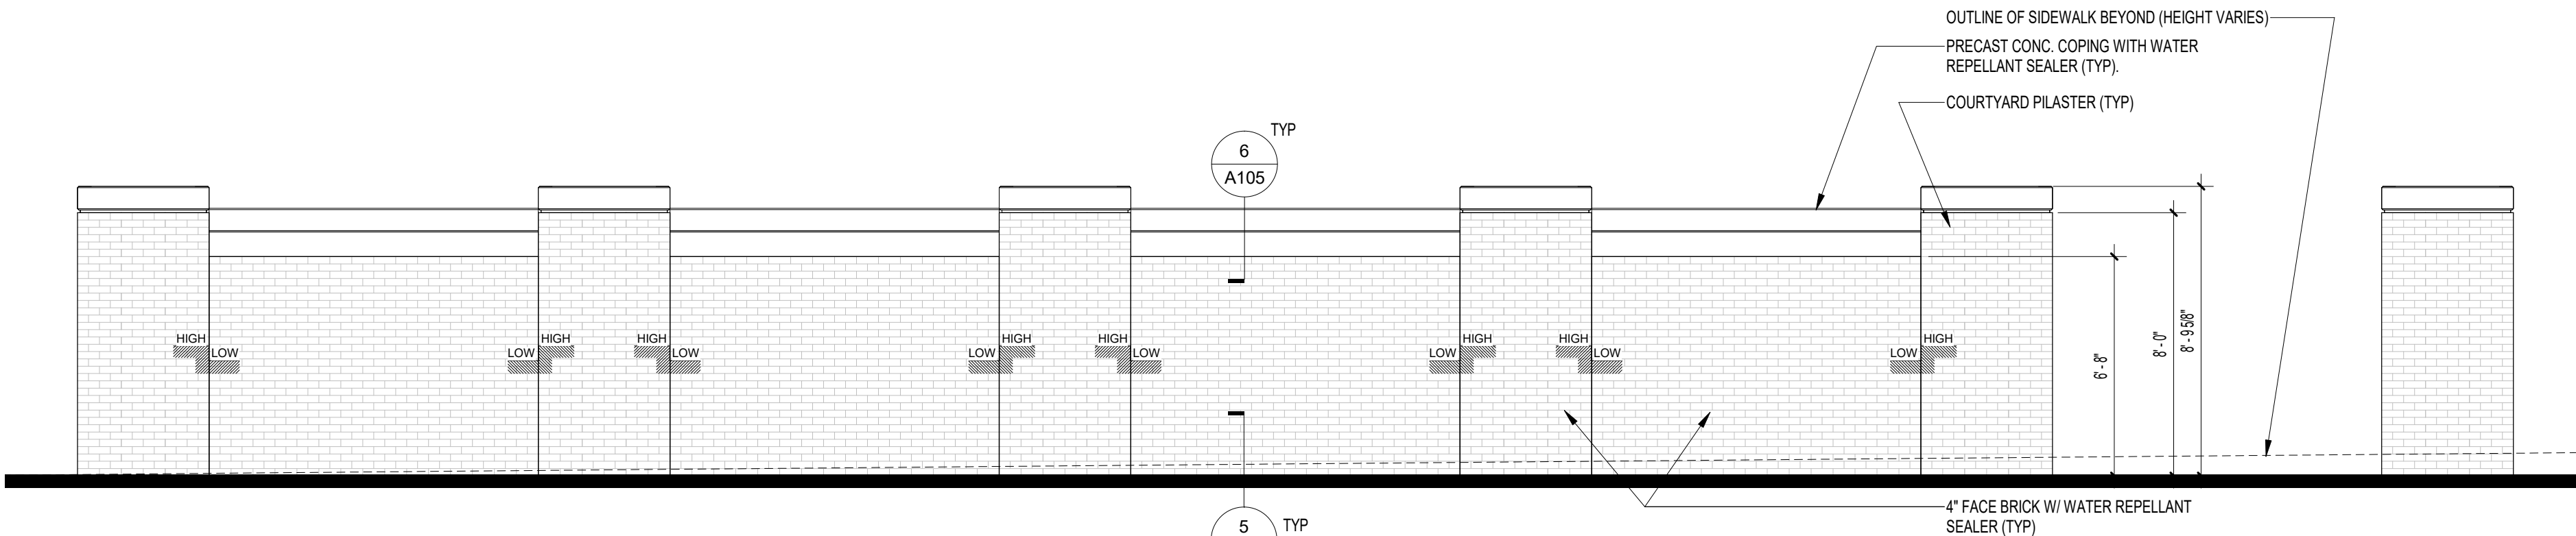 OUTLINE OF SIDEWALK BEYOND (HEIGHT VARIES)
PRECAST CONC. COPING WITH WATER
REPELLANT SEALER (TYP).
COURTYARD PILASTER (TYP)
TYP
6
A105
HIGH
LOW
LOW
HIGH
HIGH
LOW
LOW
HIGH
HIGH
LOW
LOW
HIGH
HIGH
LOW
LOW
HIGH
6' - 8"
8' - 0"
8' - 9 5/8"
4" FACE BRICK W/ WATER REPELLANT
SEALER (TYP)
5
TYP